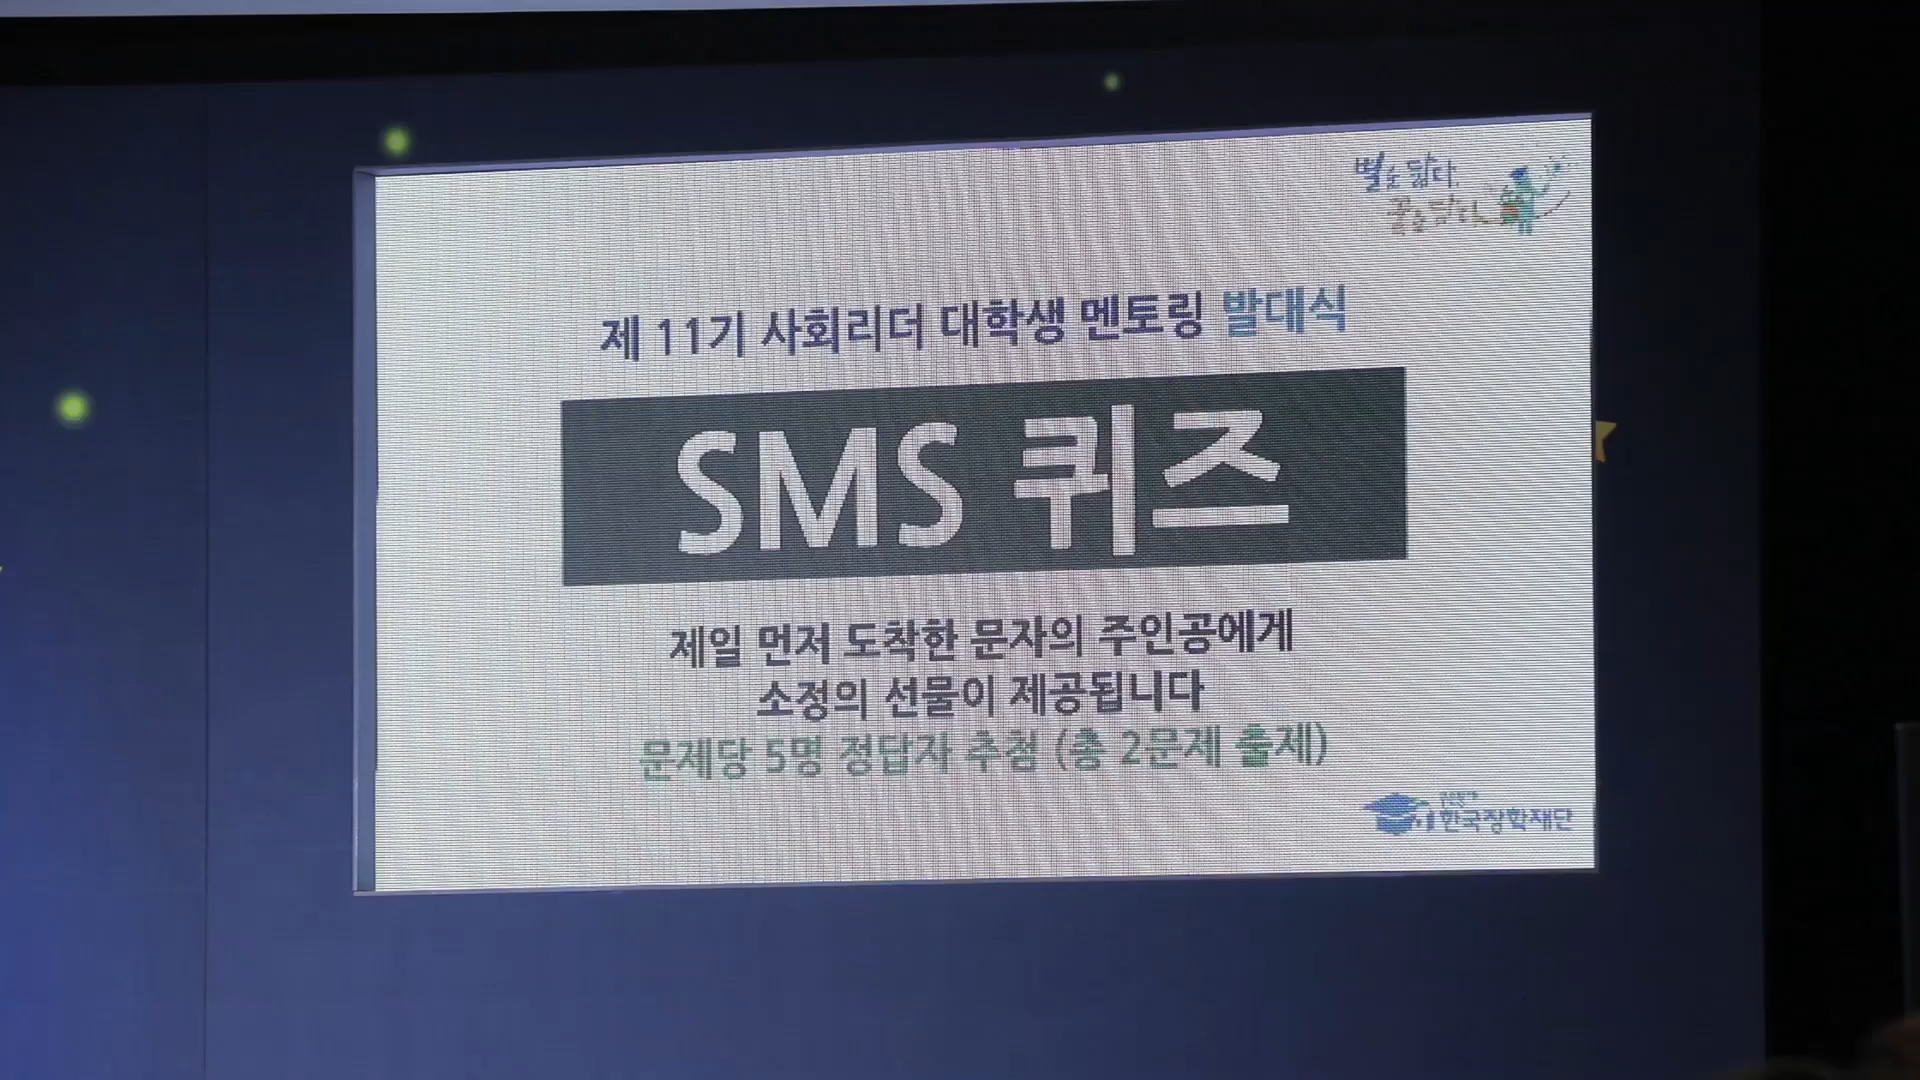 별을 닮다
꿈을 담다
제 11기 사회리더 대학생 멘토링 발대식
SMS 퀴즈
제일 먼저 도착한 문자의 주인공에게
소정의 선물이 제공됩니다
문제당 5명 정답자 추첨 (총 2문제 출제)
한국장학재단